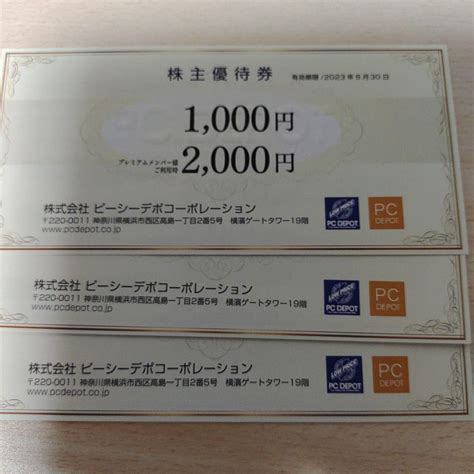 株主優待券
有効期限/2023年6月30日
1,000円
プレミアムメンバー様
ご利用時
2,000円
株式会社 ピーシーデポコーポレーション
〒220-0011 神奈川県横浜市西区高島一丁目2番5号 横濱ゲートタワー19階
www.pcdepot.co.jp
LOW PRICE
PC DEPOT
PC
DEPOT
株式会社 ピーシーデポコーポレーション
〒220-0011 神奈川県横浜市西区高島一丁目2番5号 横濱ゲートタワー19階
www.pcdepot.co.jp
LOW PRICE
PC DEPOT
PC
DEPOT
株式会社 ピーシーデポコーポレーション
〒220-0011 神奈川県横浜市西区高島一丁目2番5号 横濱ゲートタワー19階
www.pcdepot.co.jp
LOW PRICE
PC DEPOT
PC
DEPOT